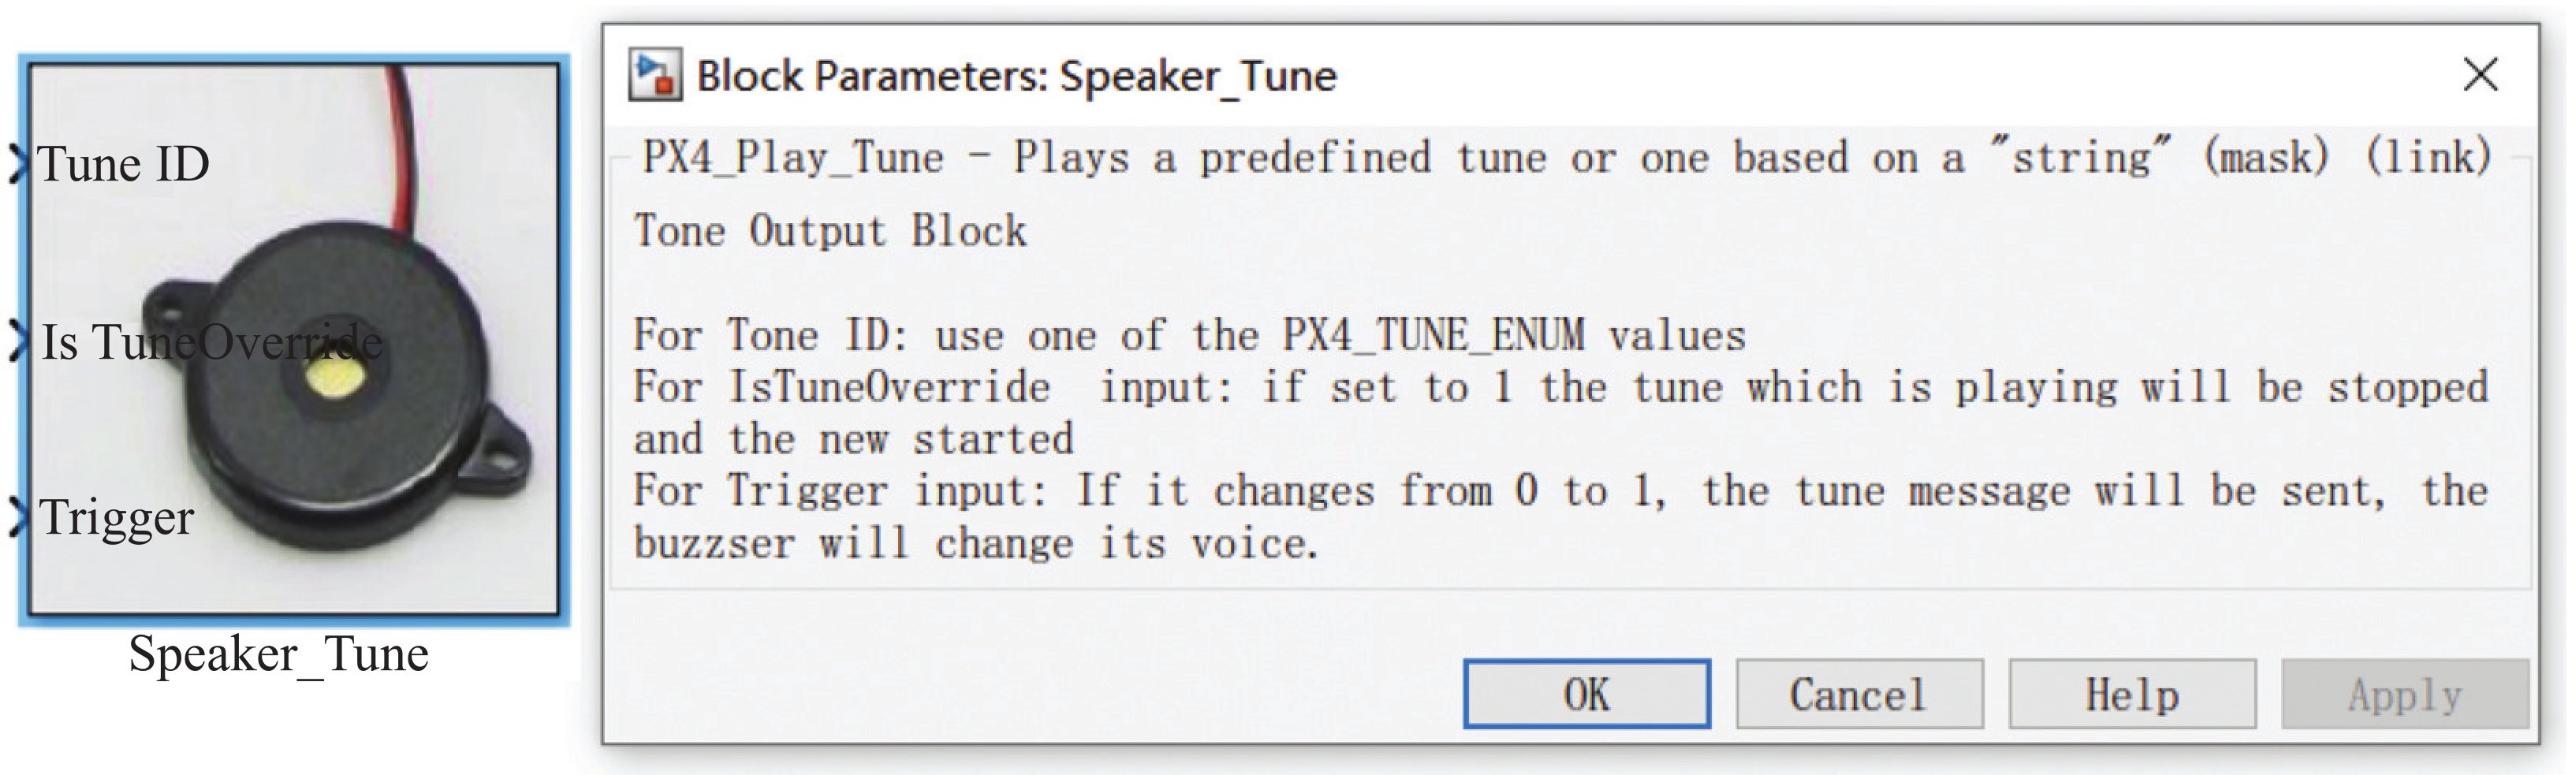 Tune ID
Is TuneOverride
Trigger
Speaker_Tune
Block Parameters: Speaker_Tune
PX4_Play_Tune - Plays a predefined tune or one based on a "string" (mask) (link)
Tone Output Block
For Tone ID: use one of the PX4_TUNE_ENUM values
For IsTuneOverride  input: if set to 1 the tune which is playing will be stopped
and the new started
For Trigger input: If it changes from 0 to 1, the tune message will be sent, the
buzzser will change its voice.
OK
Cancel
Help
Apply